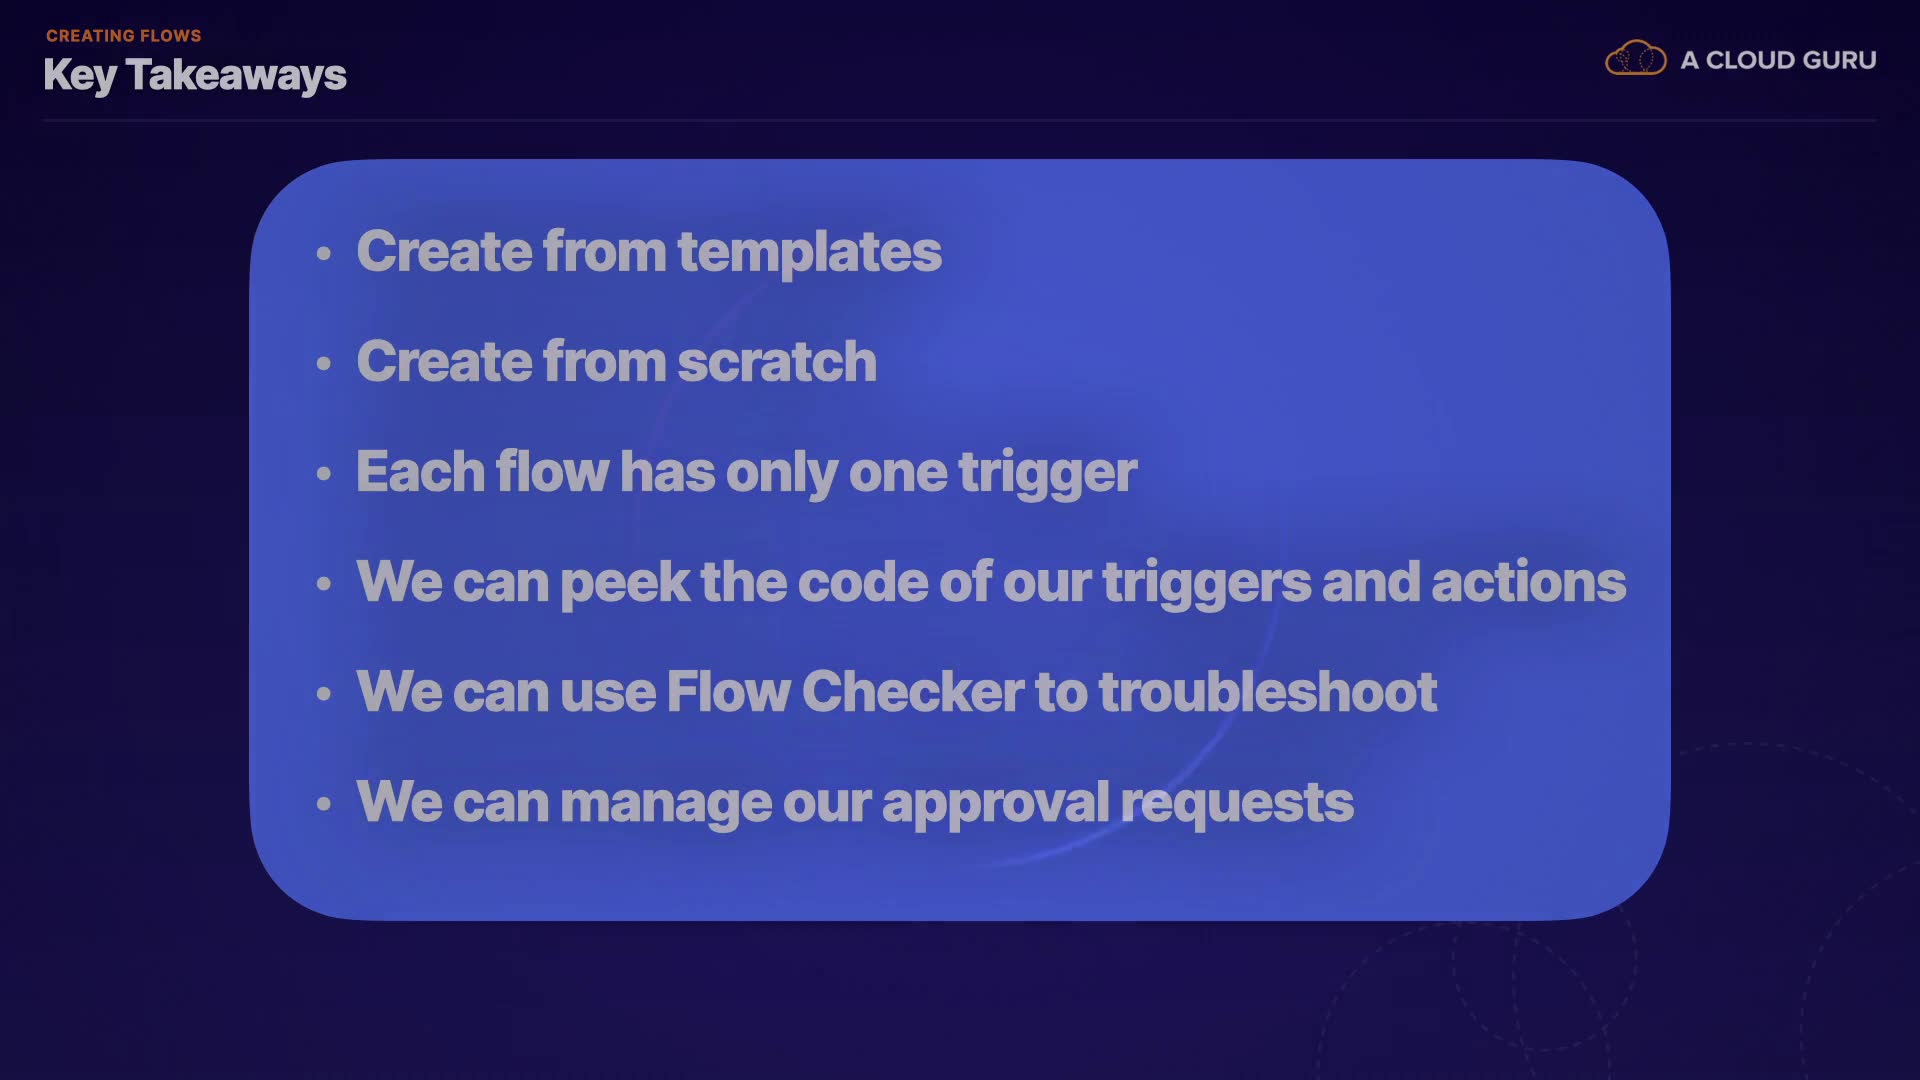 CREATING FLOWS
Key Takeaways
A CLOUD GURU
• Create from templates
• Create from scratch
• Each flow has only one trigger
• We can peek the code of our triggers and actions
• We can use Flow Checker to troubleshoot
• We can manage our approval requests